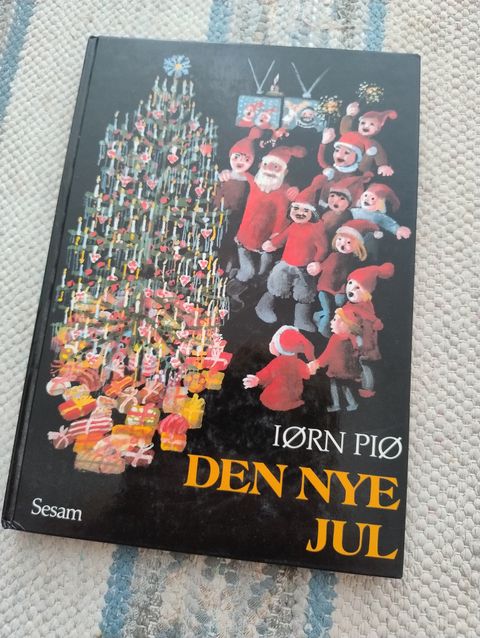 IØRN PIØ
DEN NYE
JUL
Sesam